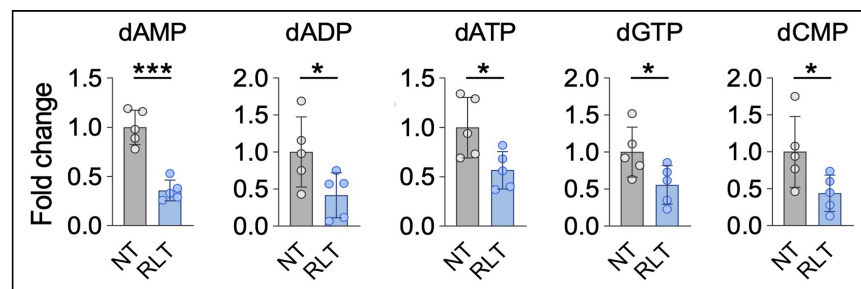 dAMP dADP dATP dGTP dCMP
*** * * * *
Fold change
1.5 2.0 1.5 2.0 2.0
1.0 1.5 1.0 1.5 1.5
0.5 1.0 0.5 1.0 1.0
0.0 0.5 0.0 0.5 0.5
0.0 0.0 0.0
NT RLT NT RLT NT RLT NT RLT NT RLT